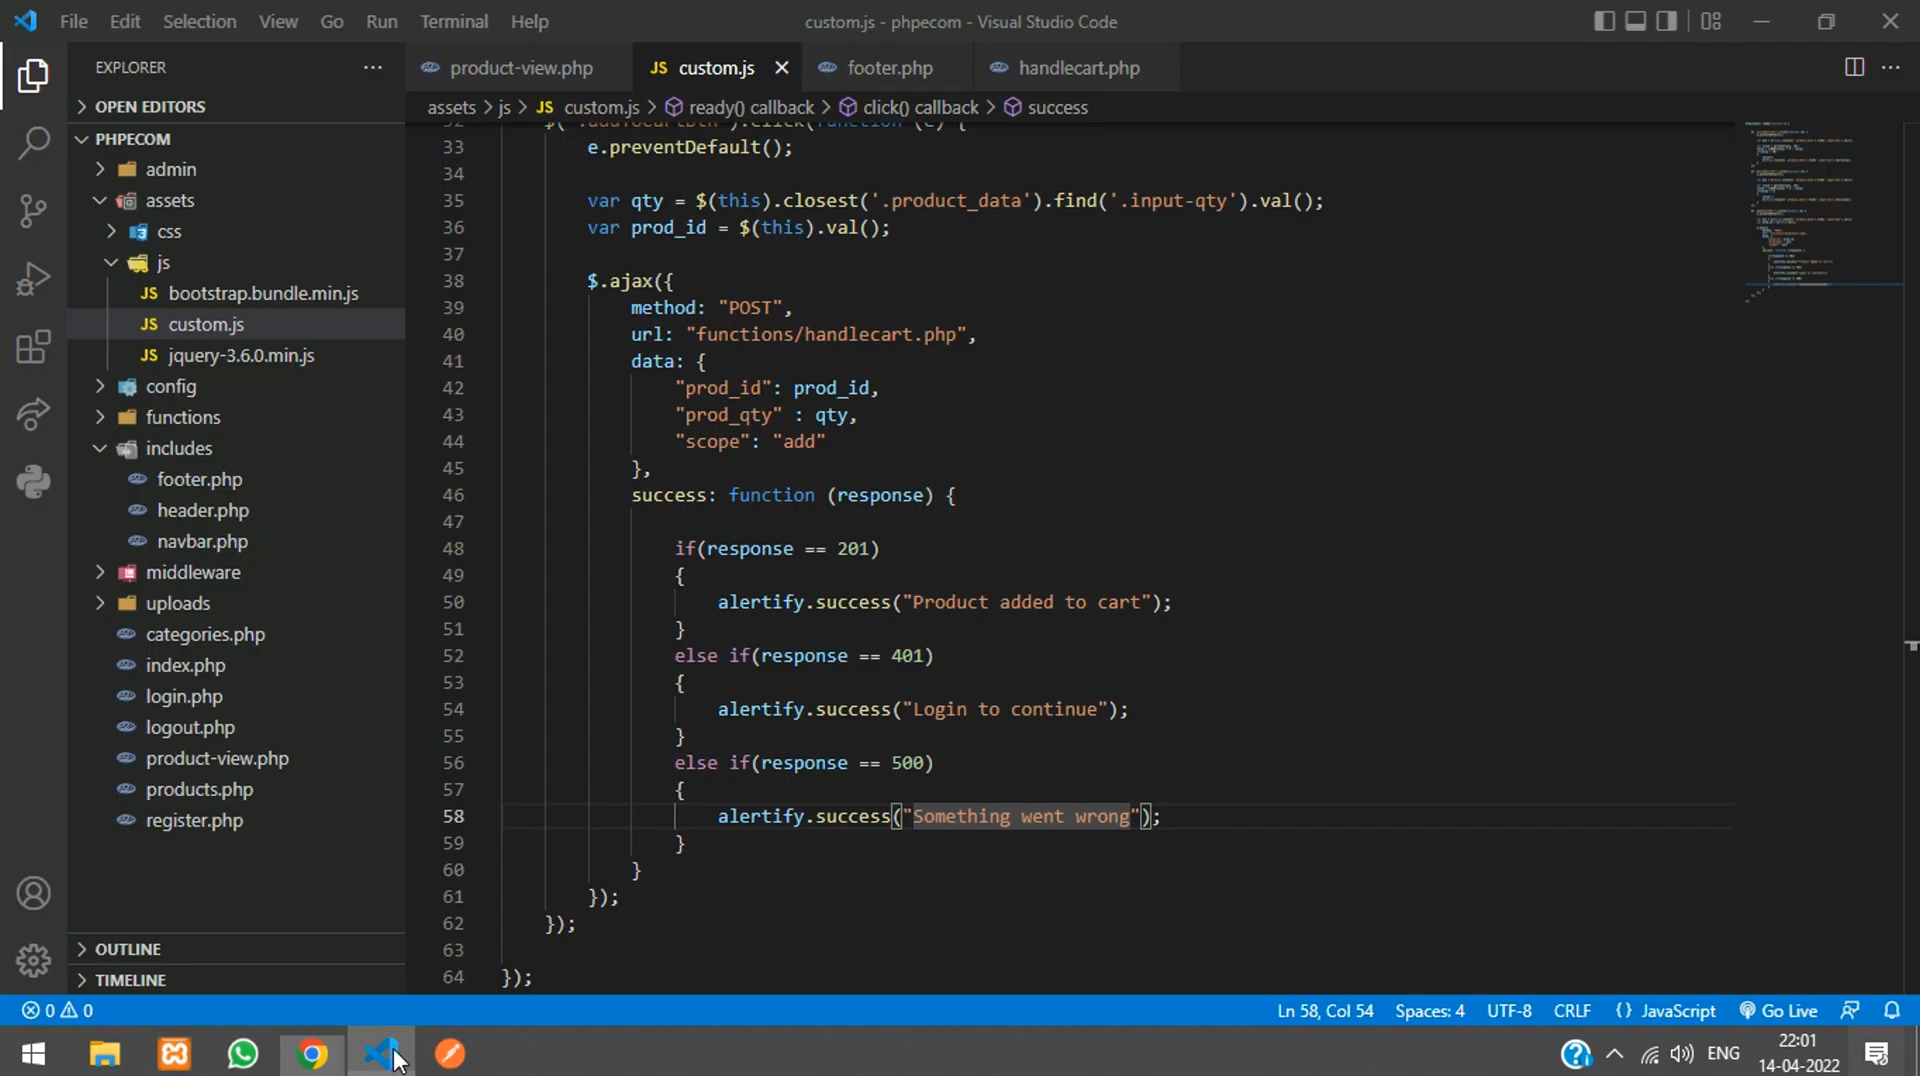 File Edit Selection View Go Run Terminal Help
custom.js - phpecom - Visual Studio Code
EXPLORER
product-view.php
JS custom.js
footer.php
handlecart.php
OPEN EDITORS
assets > js > JS custom.js > ready() callback > click() callback > success
PHPECOM
admin
assets
css
js
JS bootstrap.bundle.min.js
JS custom.js
JS jquery-3.6.0.min.js
config
functions
includes
footer.php
header.php
navbar.php
middleware
uploads
categories.php
index.php
login.php
logout.php
product-view.php
products.php
register.php
OUTLINE
TIMELINE
33 e.preventDefault();
34
35 var qty = $(this).closest('.product_data').find('.input-qty').val();
36 var prod_id = $(this).val();
37
38 $.ajax({
39 method: "POST",
40 url: "functions/handlecart.php",
41 data: {
42 "prod_id": prod_id,
43 "prod_qty" : qty,
44 "scope": "add"
45 },
46 success: function (response) {
47
48 if(response == 201)
49 {
50 alertify.success("Product added to cart");
51 }
52 else if(response == 401)
53 {
54 alertify.success("Login to continue");
55 }
56 else if(response == 500)
57 {
58 alertify.success("Something went wrong");
59 }
60 }
61 });
62 });
63
64 });
0 0
Ln 58, Col 54 Spaces: 4 UTF-8 CRLF {} JavaScript Go Live
ENG
22:01
14-04-2022